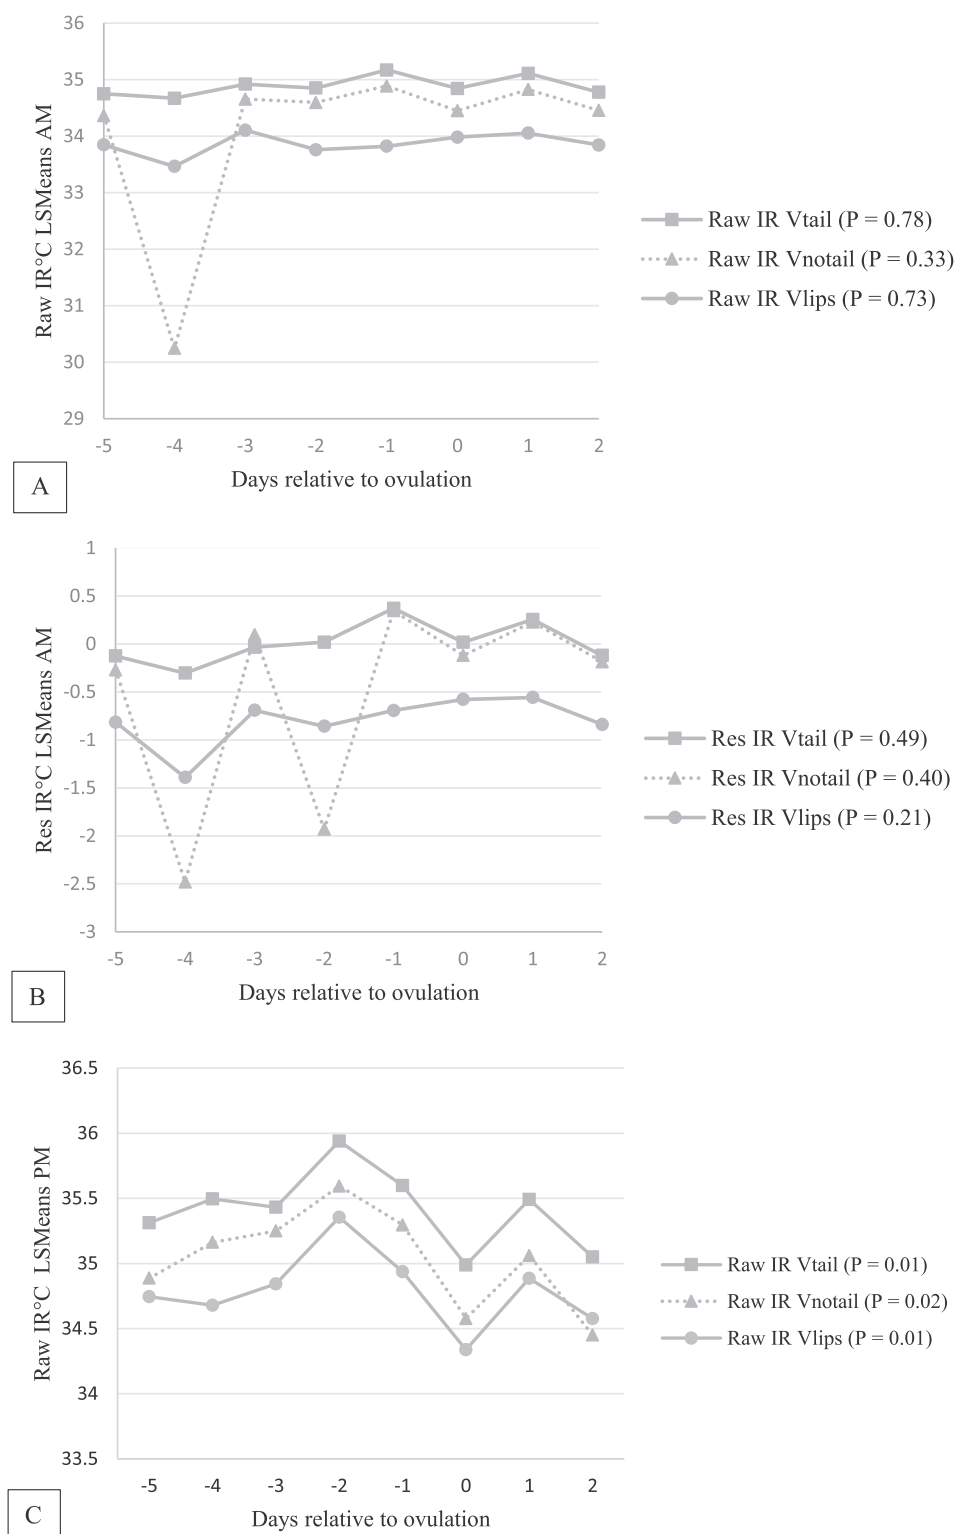 36
35
34
33
32
31
30
29
Raw IR°C LSMeans AM
-5 -4 -3 -2 -1 0 1 2
Days relative to ovulation
Raw IR Vtail (P = 0.78)
Raw IR Vnotail (P = 0.33)
Raw IR Vlips (P = 0.73)
A
1
0.5
0
-0.5
-1
-1.5
-2
-2.5
-3
Res IR°C LSMeans AM
-5 -4 -3 -2 -1 0 1 2
Days relative to ovulation
Res IR Vtail (P = 0.49)
Res IR Vnotail (P = 0.40)
Res IR Vlips (P = 0.21)
B
36.5
36
35.5
35
34.5
34
33.5
Raw IR°C LSMeans PM
-5 -4 -3 -2 -1 0 1 2
Days relative to ovulation
Raw IR Vtail (P = 0.01)
Raw IR Vnotail (P = 0.02)
Raw IR Vlips (P = 0.01)
C